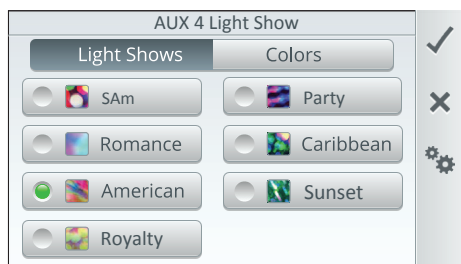 AUX 4 Light Show
Light Shows Colors
SAm Party
Romance Caribbean
American Sunset
Royalty